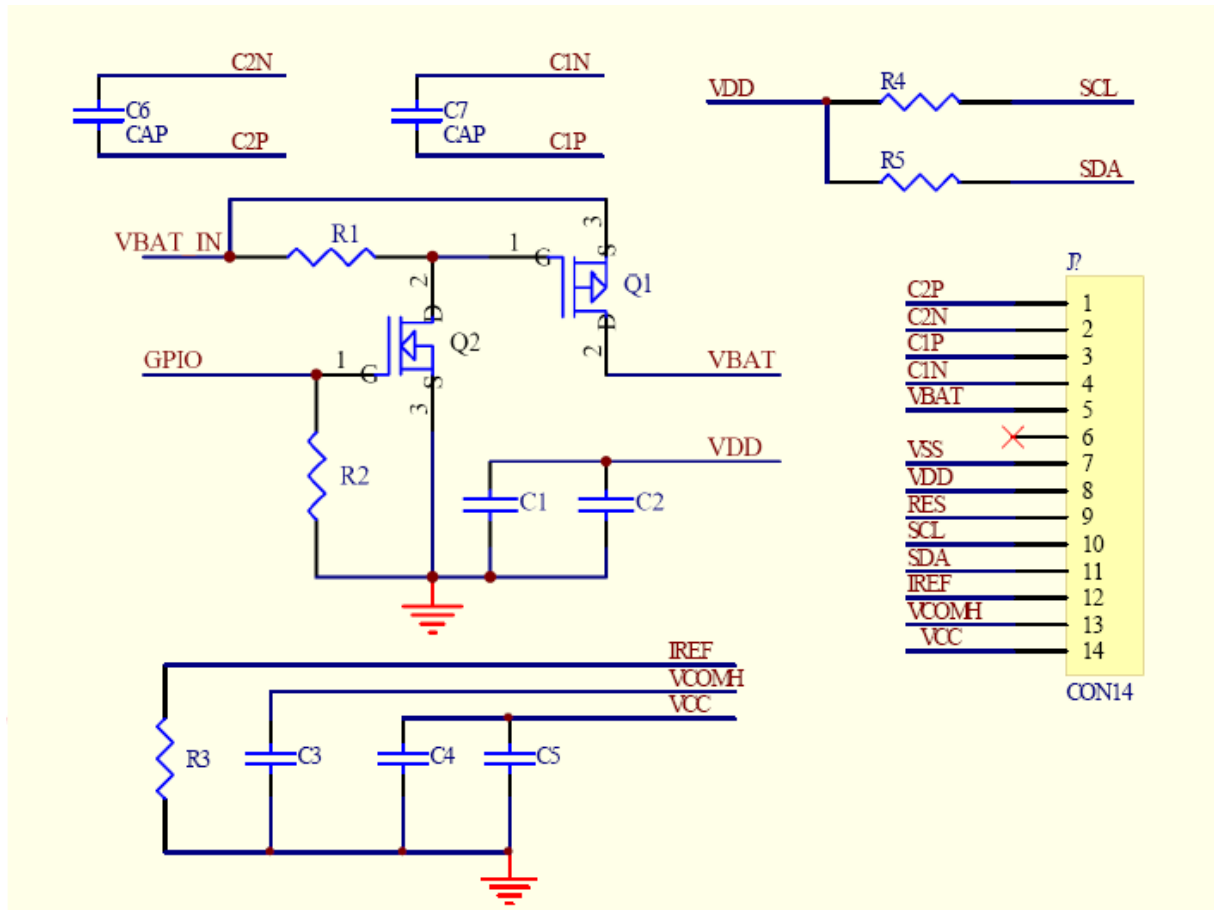 C2N
C6
CAP
C2P
C1N
C7
CAP
C1P
VDD
R4
SCL
R5
SDA
VBAT IN
R1
1
G
3
S
Q1
D
2
VBAT
2
D
Q2
GPIO
1
G
S
3
R2
VDD
C1
C2
J?
C2P 1
C2N 2
C1P 3
C1N 4
VBAT 5
6
VSS 7
VDD 8
RES 9
SCL 10
SDA 11
IREF 12
VCOMH 13
VCC 14
CON14
IREF
VCOMH
VCC
R3
C3
C4
C5